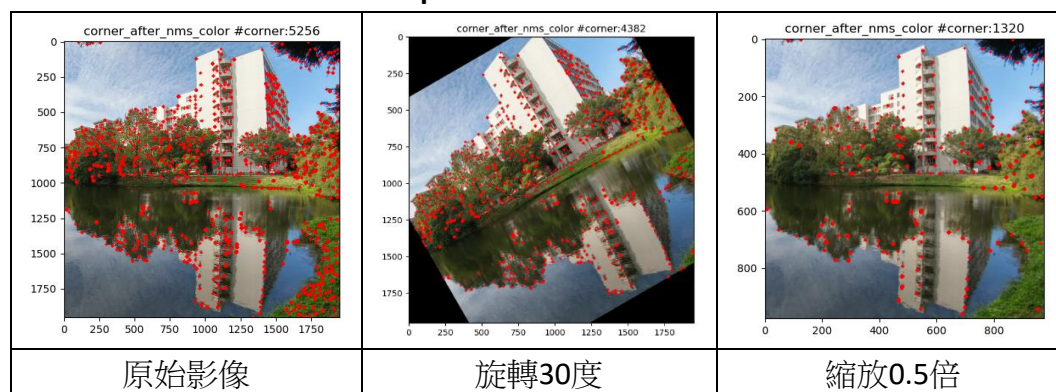 corner_after_nms_color #corner:5256
0
250
500
750
1000
1250
1500
1750
0 250 500 750 1000 1250 1500 1750
corner_after_nms_color #corner:4382
0
250
500
750
1000
1250
1500
1750
0 250 500 750 1000 1250 1500 1750
corner_after_nms_color #corner:1320
0
200
400
600
800
0 200 400 600 800
原始影像
旋轉30度
縮放0.5倍